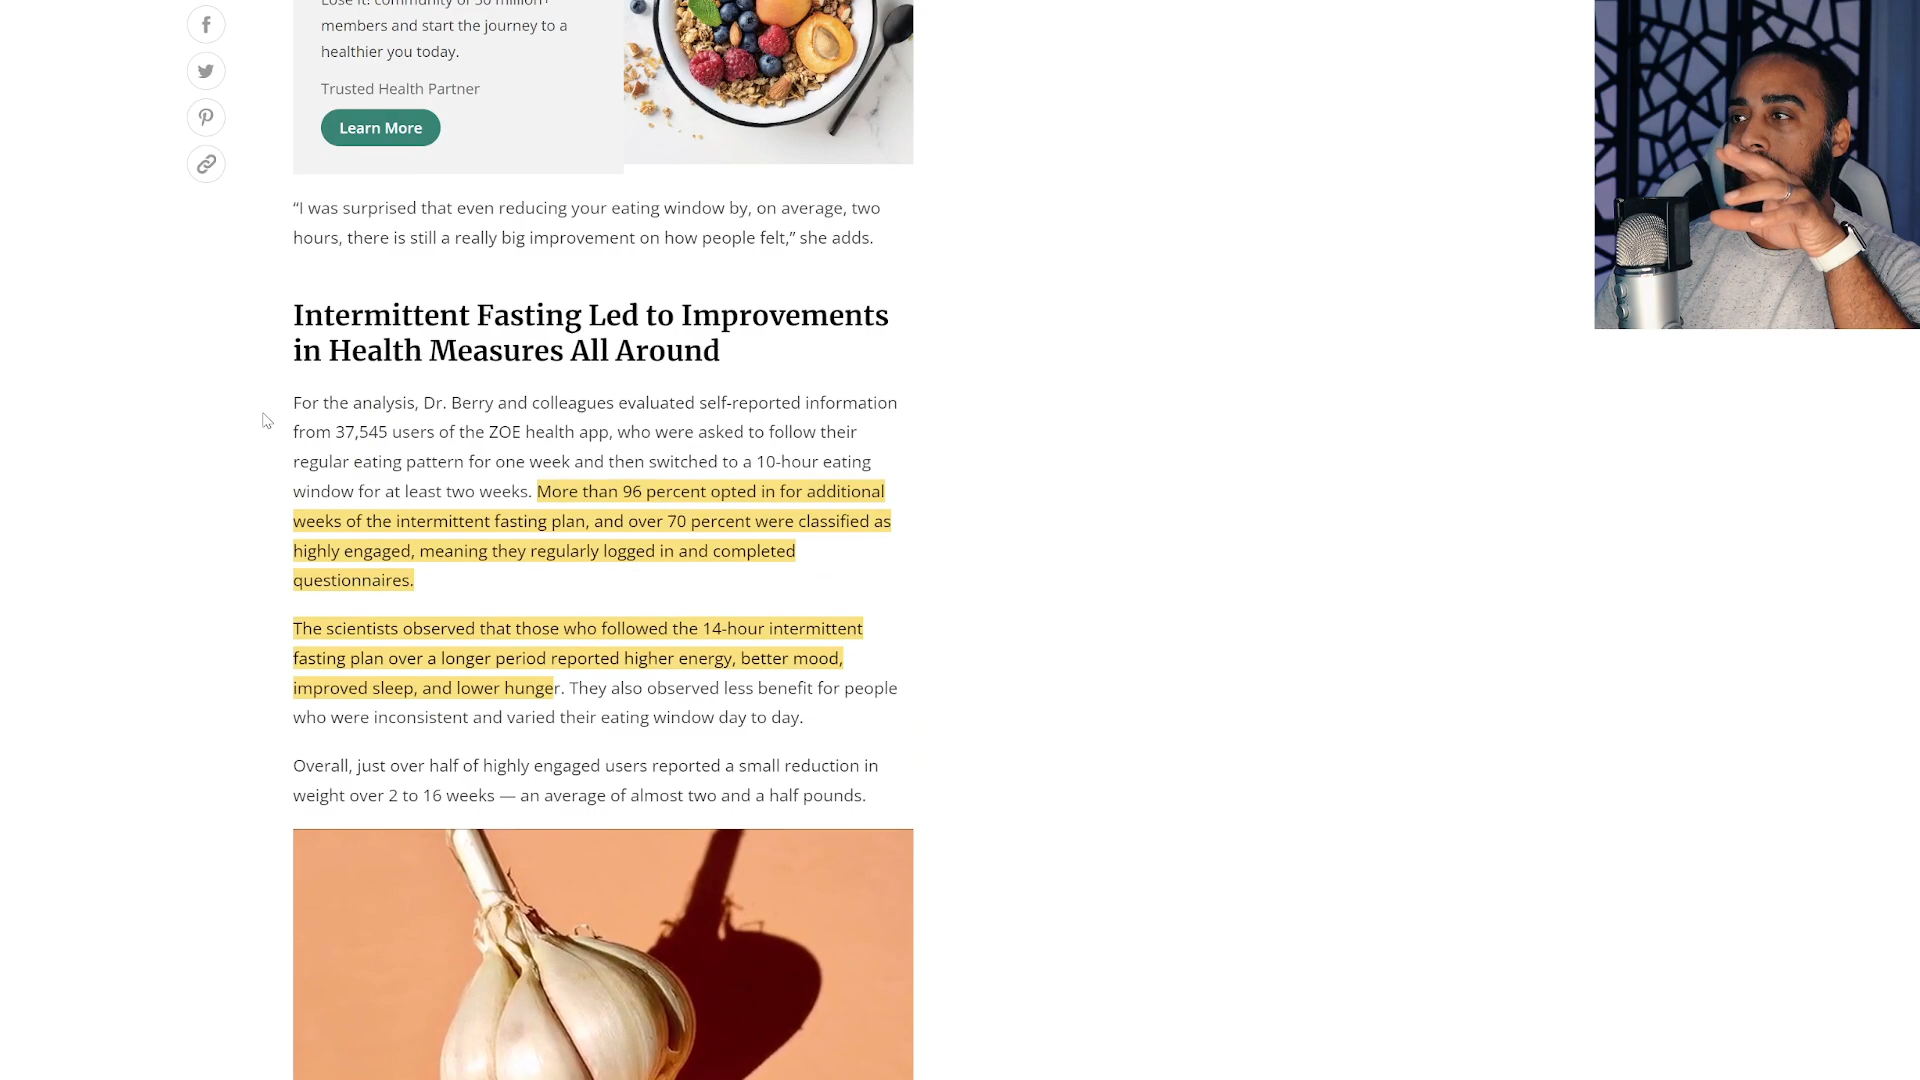 Lose it! community of 50 million+
members and start the journey to a
healthier you today.
Trusted Health Partner
Learn More
“I was surprised that even reducing your eating window by, on average, two
hours, there is still a really big improvement on how people felt,” she adds.
Intermittent Fasting Led to Improvements
in Health Measures All Around
For the analysis, Dr. Berry and colleagues evaluated self-reported information
from 37,545 users of the ZOE health app, who were asked to follow their
regular eating pattern for one week and then switched to a 10-hour eating
window for at least two weeks. More than 96 percent opted in for additional
weeks of the intermittent fasting plan, and over 70 percent were classified as
highly engaged, meaning they regularly logged in and completed
questionnaires.
The scientists observed that those who followed the 14-hour intermittent
fasting plan over a longer period reported higher energy, better mood,
improved sleep, and lower hunger. They also observed less benefit for people
who were inconsistent and varied their eating window day to day.
Overall, just over half of highly engaged users reported a small reduction in
weight over 2 to 16 weeks — an average of almost two and a half pounds.